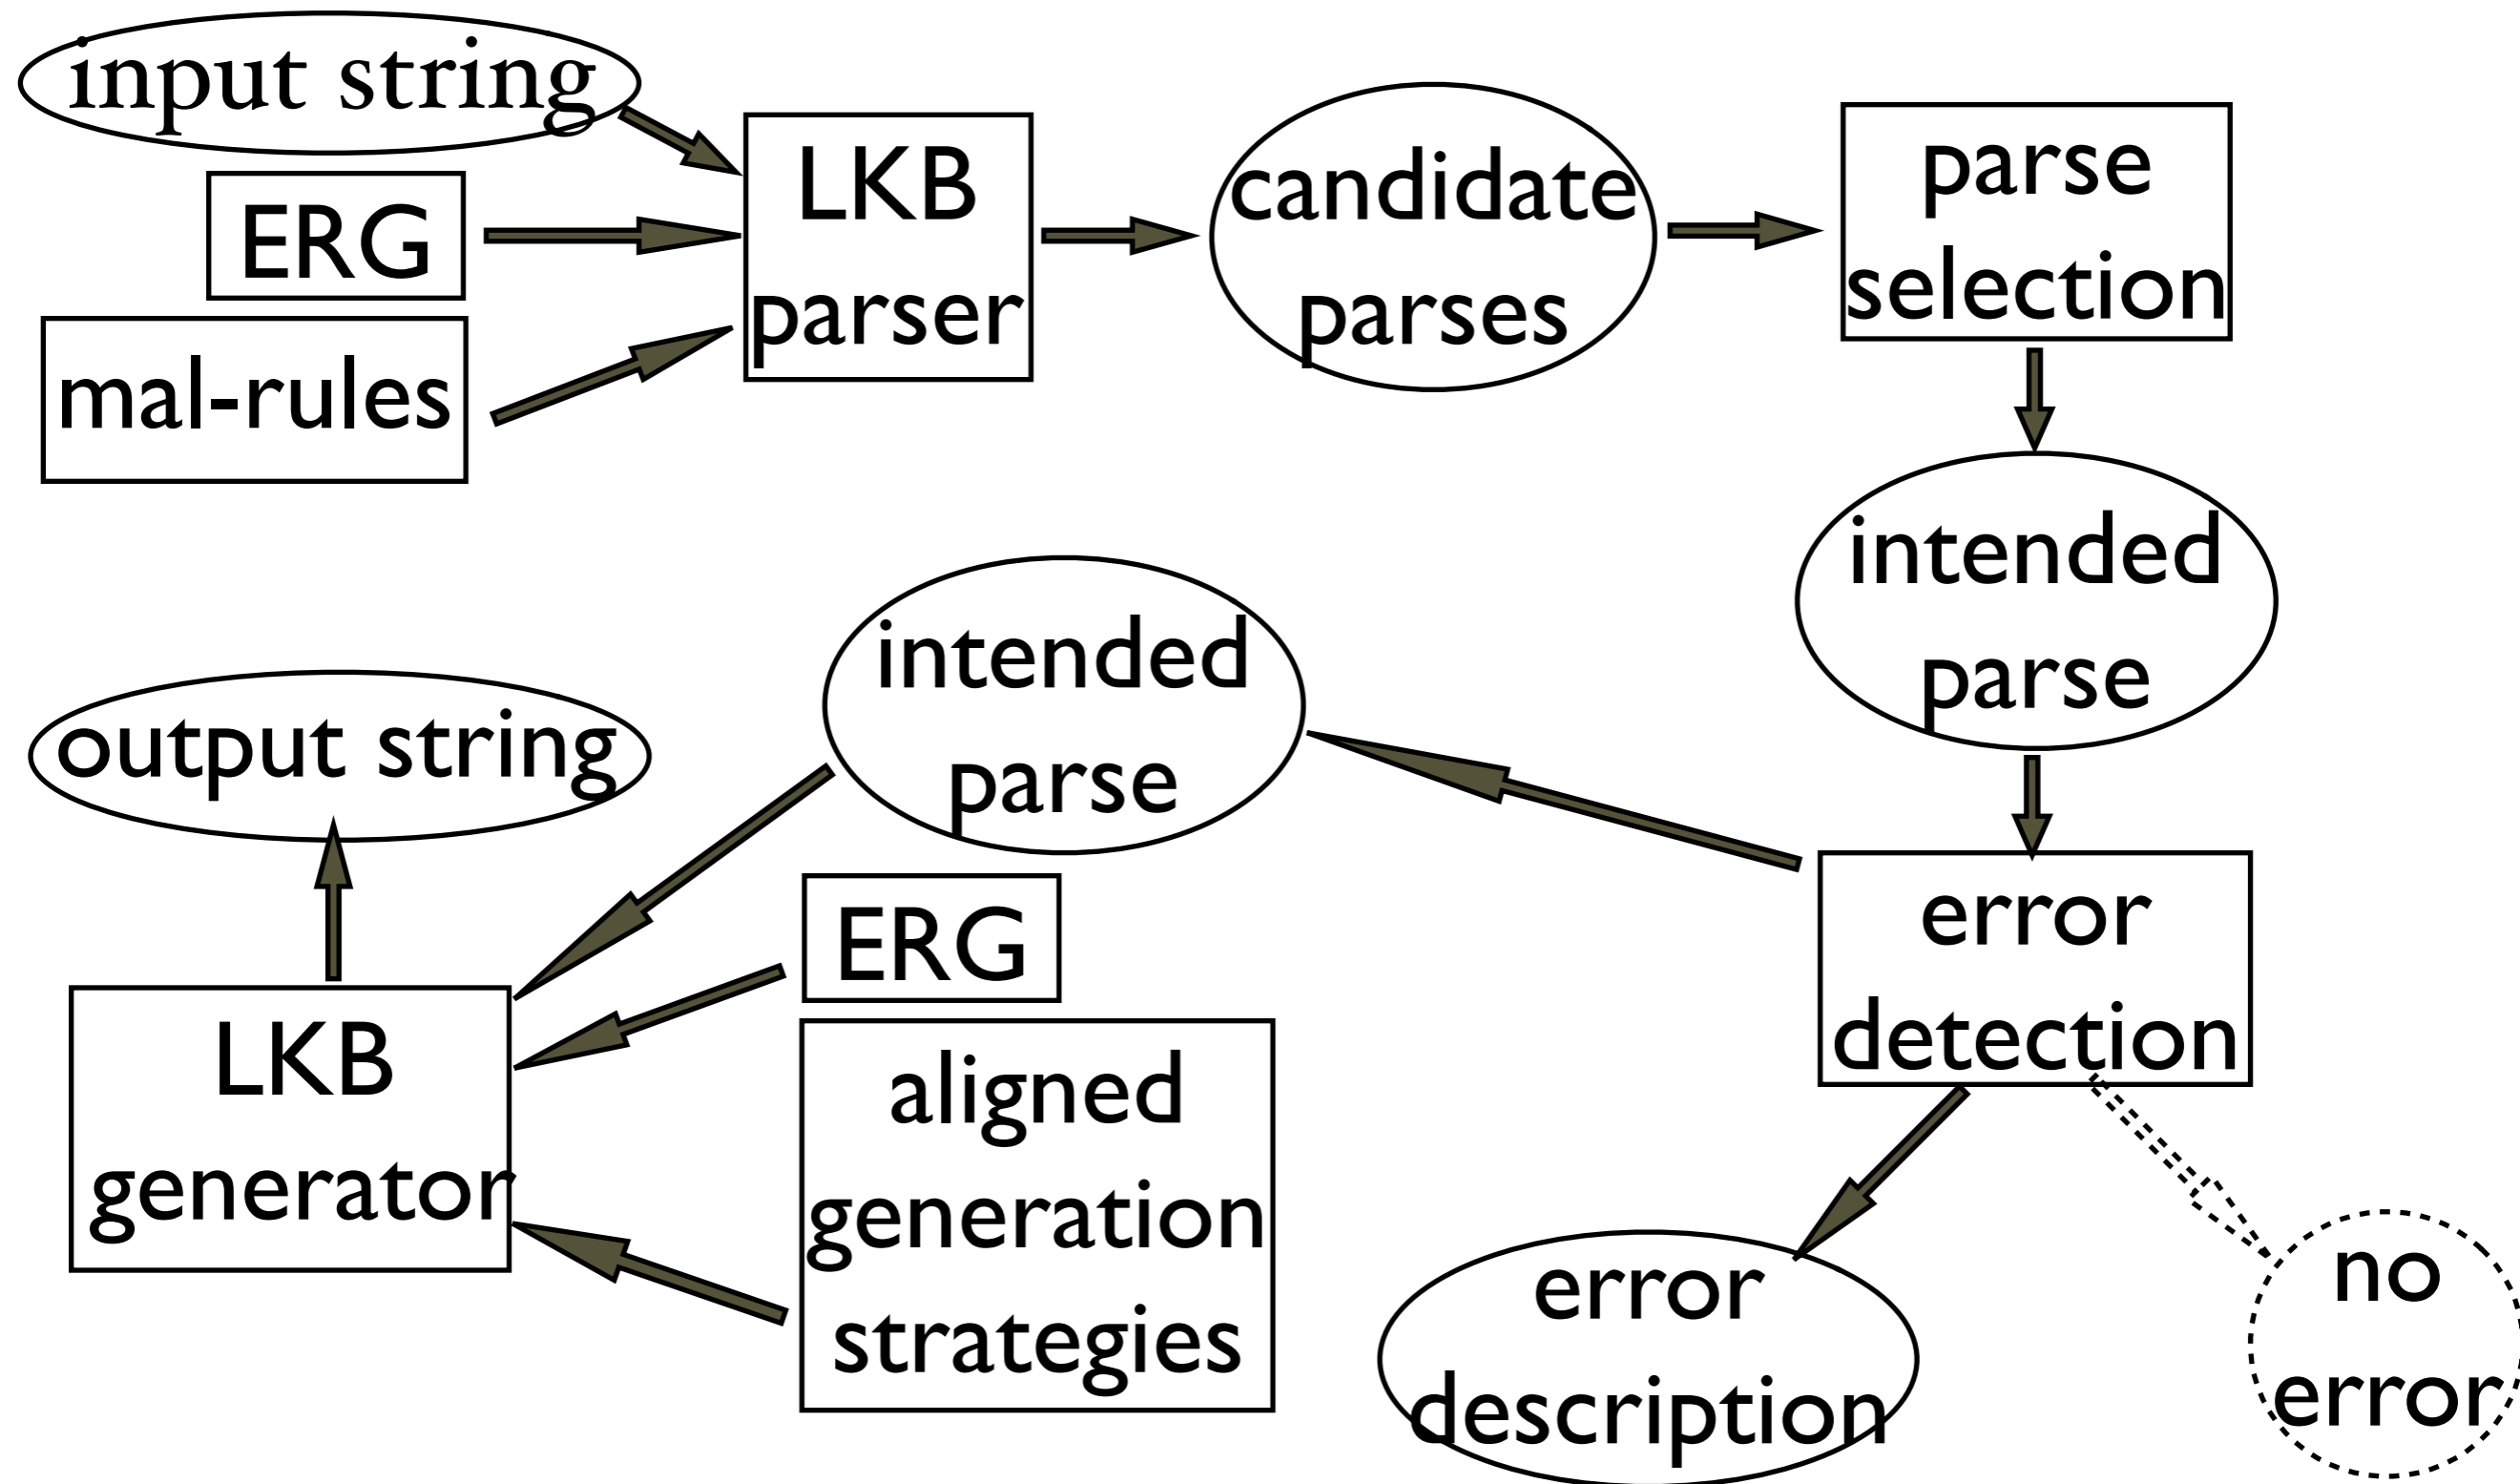 input string
ERG
mal-rules
LKB
parser
candidate
parses
parse
selection
intended
parse
intended
parse
output string
ERG
error
detection
LKB
generator
aligned
generation
strategies
error
description
no
error